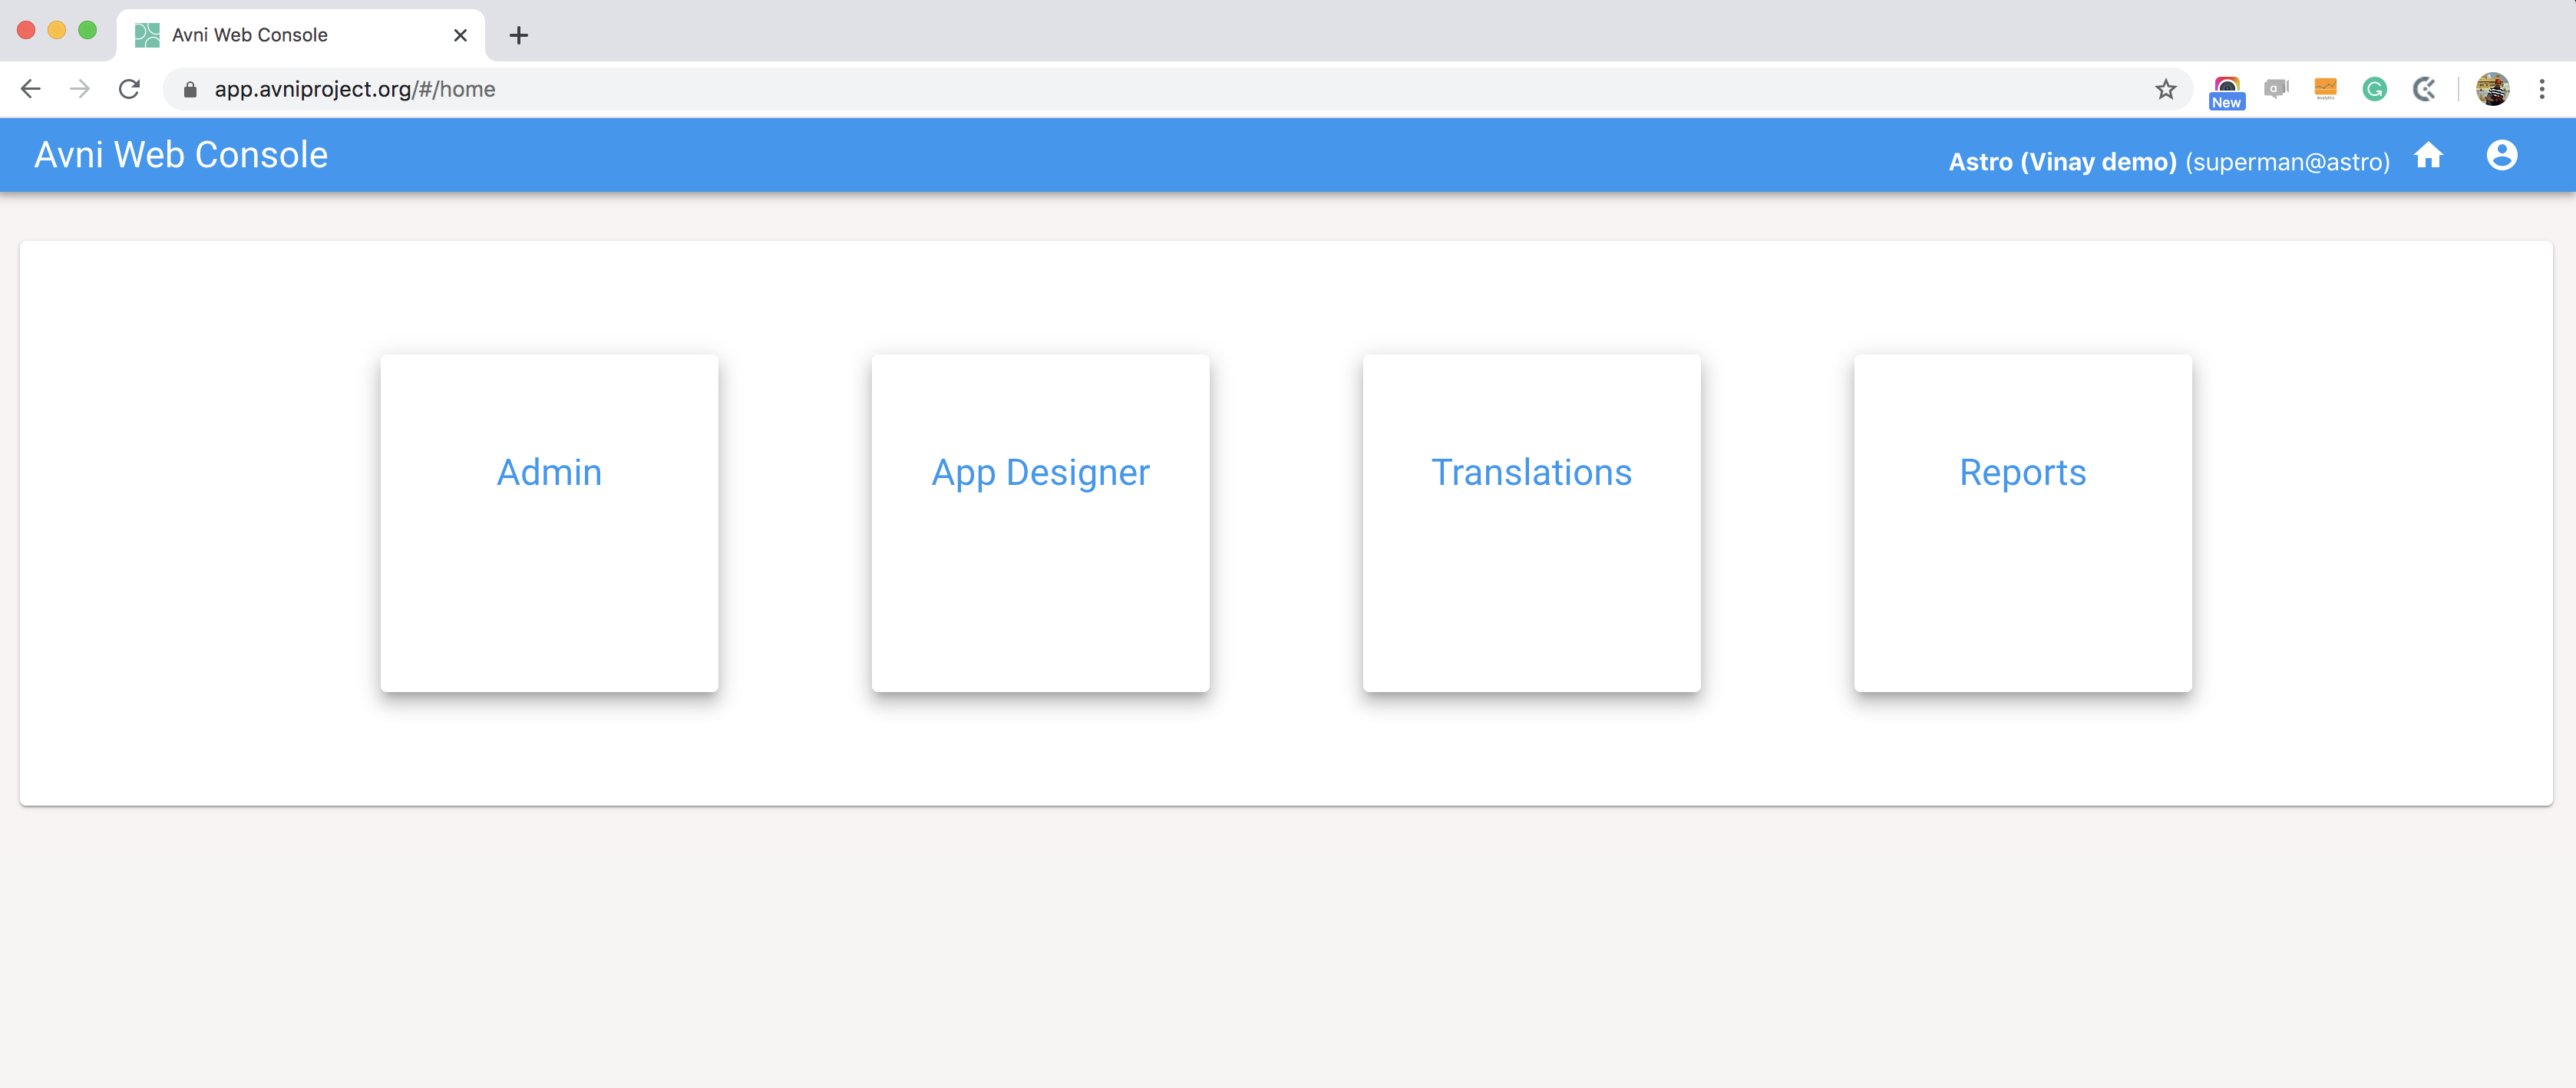 Avni Web Console
app.avniproject.org/#/home
New
Avni Web Console
Astro (Vinay demo) (superman@astro)
Admin
App Designer
Translations
Reports